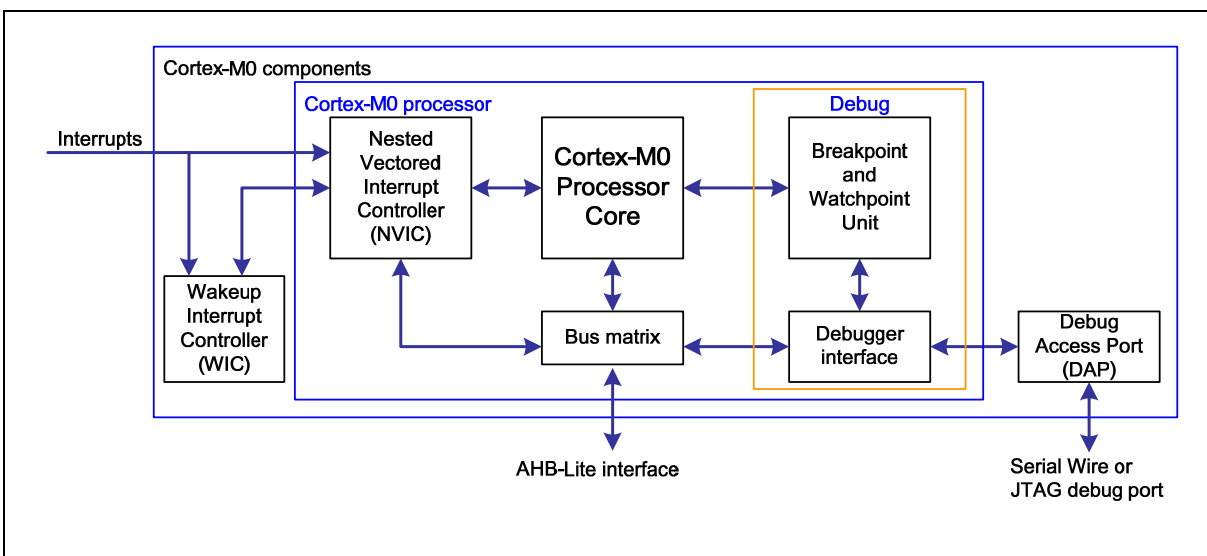 Cortex-M0 components
Cortex-M0 processor
Debug
Interrupts
Nested
Vectored
Interrupt
Controller
(NVIC)
Cortex-M0
Processor
Core
Breakpoint
and
Watchpoint
Unit
Wakeup
Interrupt
Controller
(WIC)
Bus matrix
Debugger
interface
Debug
Access Port
(DAP)
AHB-Lite interface
Serial Wire or
JTAG debug port